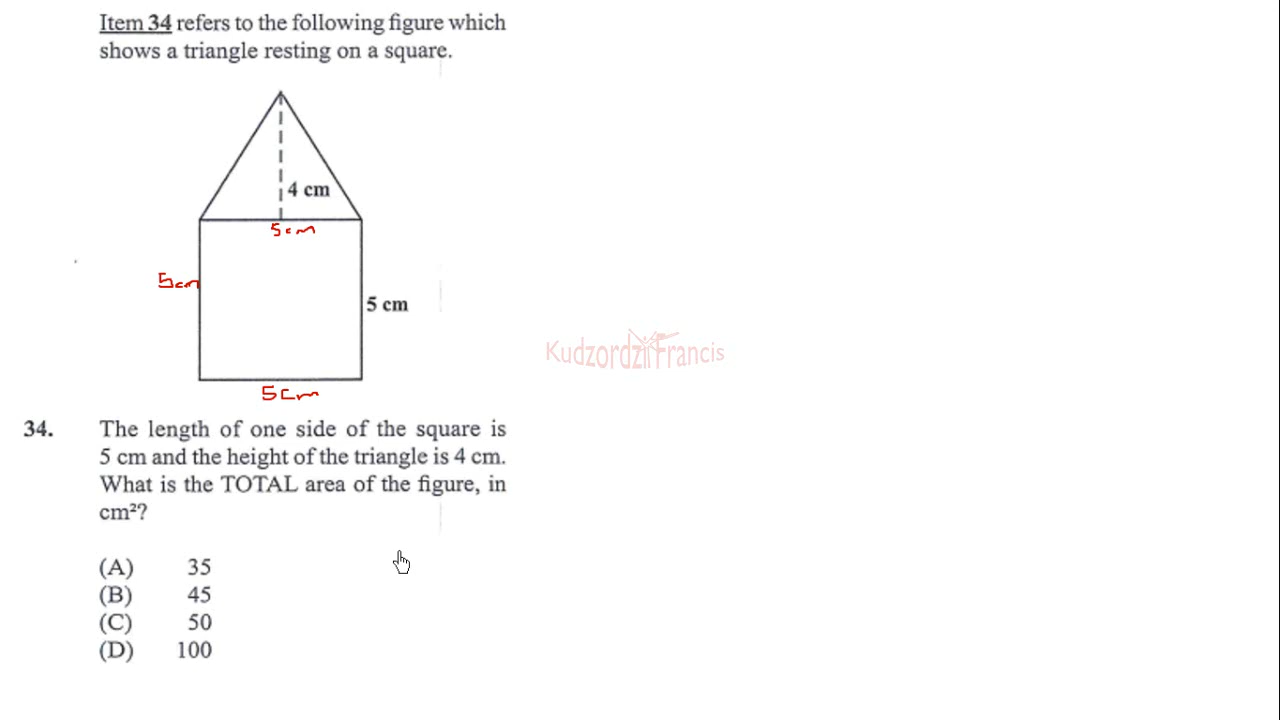 Item 34 refers to the following figure which
shows a triangle resting on a square.
4 cm
5cm
5cm
5 cm
Kudzordzi Francis
5cm
34. The length of one side of the square is
5 cm and the height of the triangle is 4 cm.
What is the TOTAL area of the figure, in
cm²?
(A) 35
(B) 45
(C) 50
(D) 100